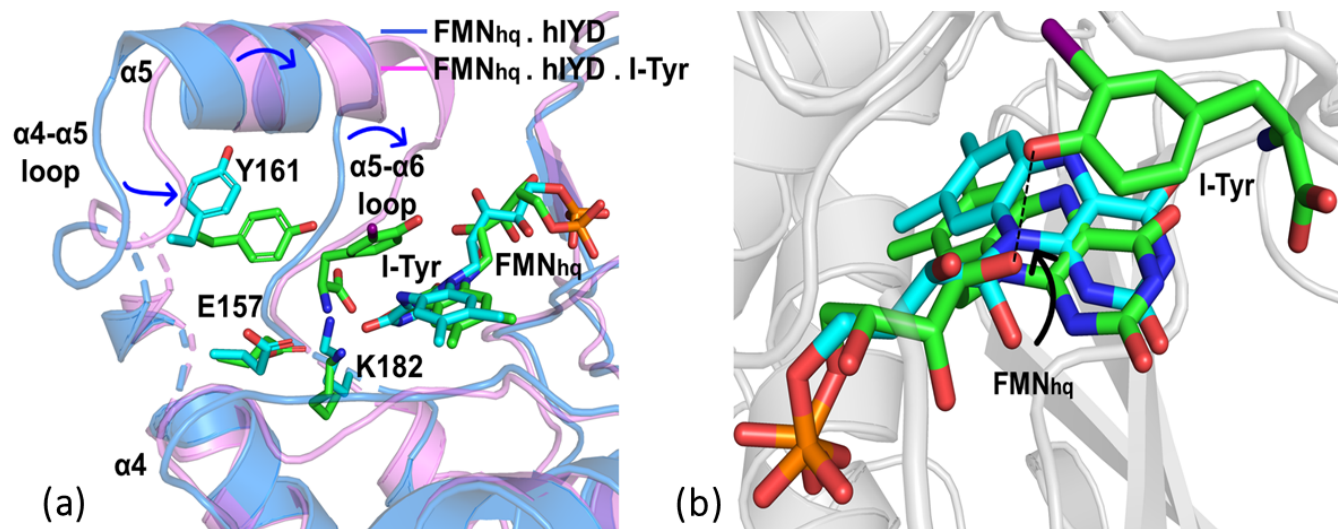 FMNhq . hIYD
FMNhq . hIYD . I-Tyr
α5
α4-α5
loop
Y161
α5-α6
loop
I-Tyr
FMNhq
E157
K182
α4
(a)
I-Tyr
FMNhq
(b)